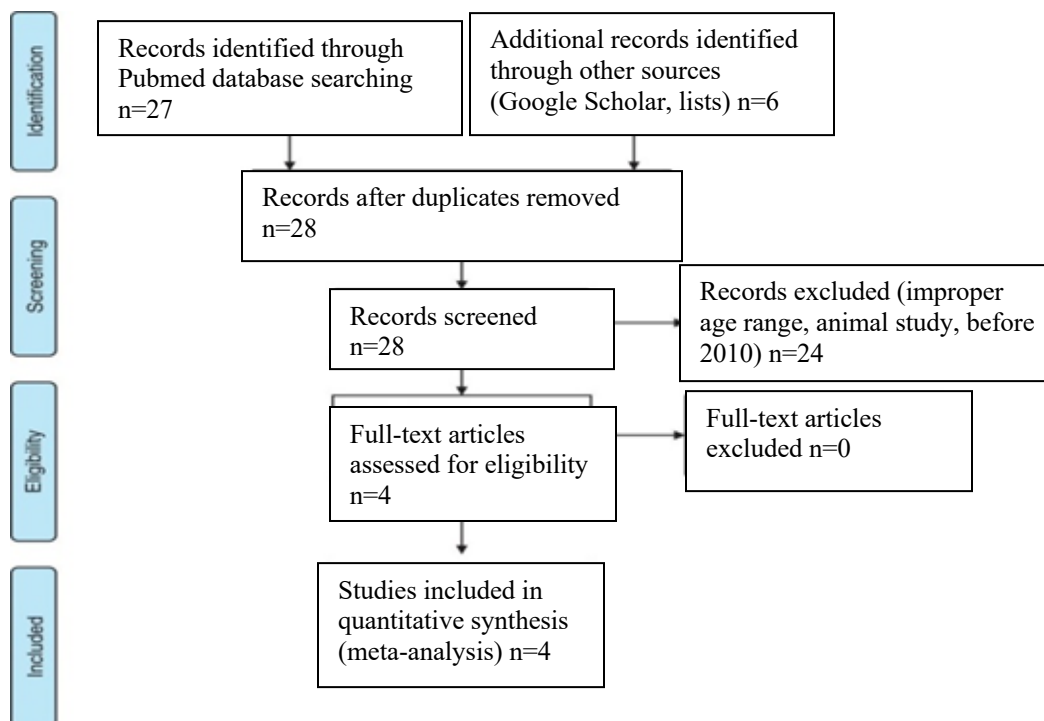 Identification
Records identified through
Pubmed database searching
n=27
Additional records identified
through other sources
(Google Scholar, lists) n=6
Records after duplicates removed
n=28
Screening
Records screened
n=28
Records excluded (improper
age range, animal study, before
2010) n=24
Eligibility
Full-text articles
assessed for eligibility
n=4
Full-text articles
excluded n=0
Included
Studies included in
quantitative synthesis
(meta-analysis) n=4